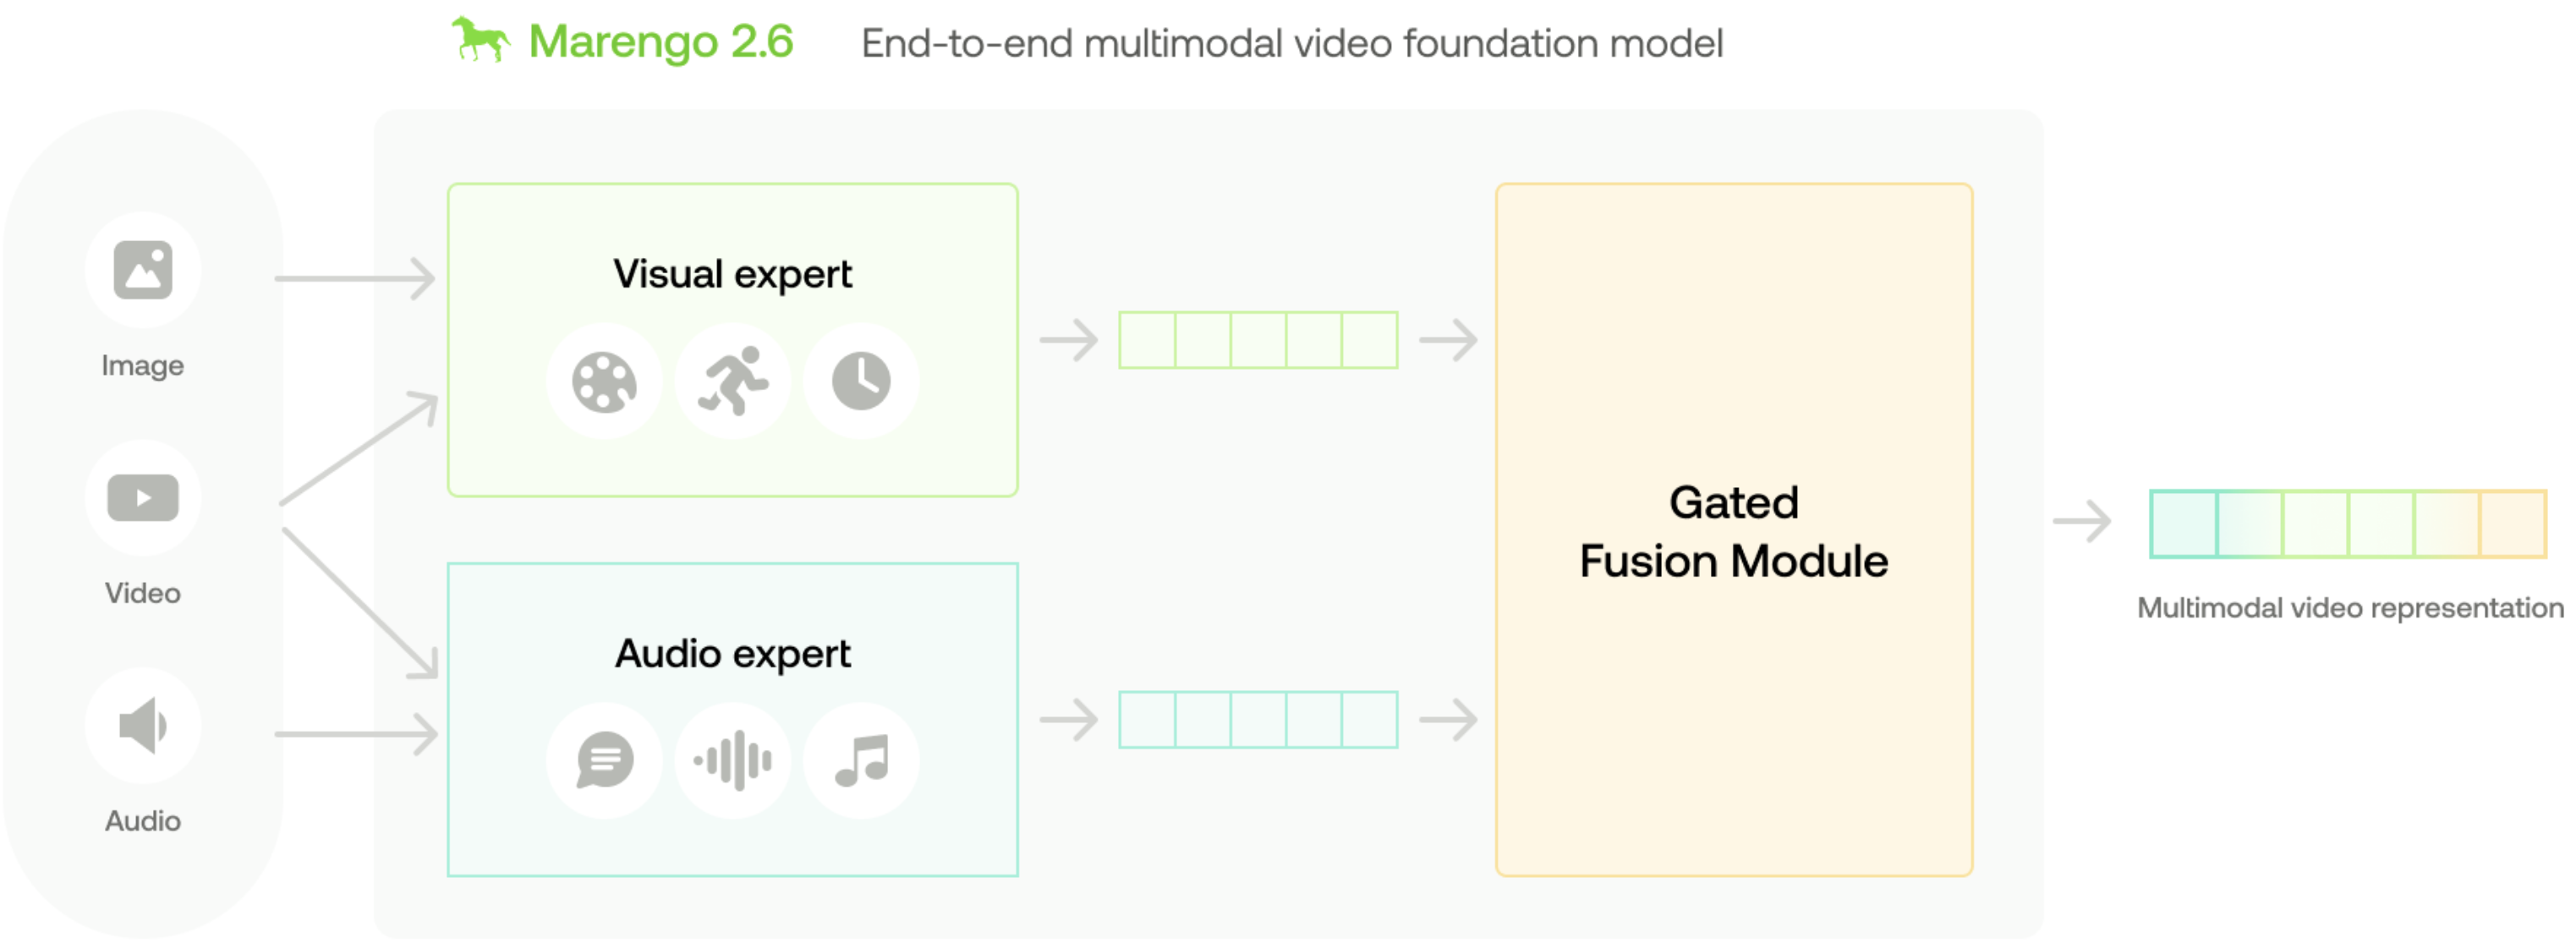 Marengo 2.6
End-to-end multimodal video foundation model
Image
Video
Audio
Visual expert
Audio expert
Gated
Fusion Module
Multimodal video representation